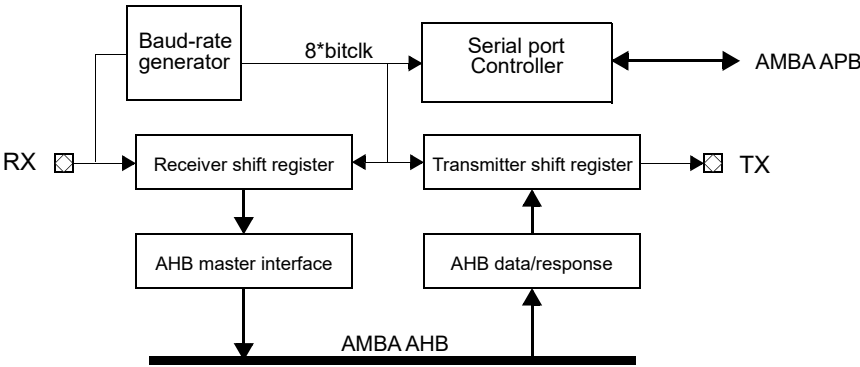 Baud-rate
generator
8*bitclk
Serial port
Controller
AMBA APB
RX
Receiver shift register
Transmitter shift register
TX
AHB master interface
AHB data/response
AMBA AHB